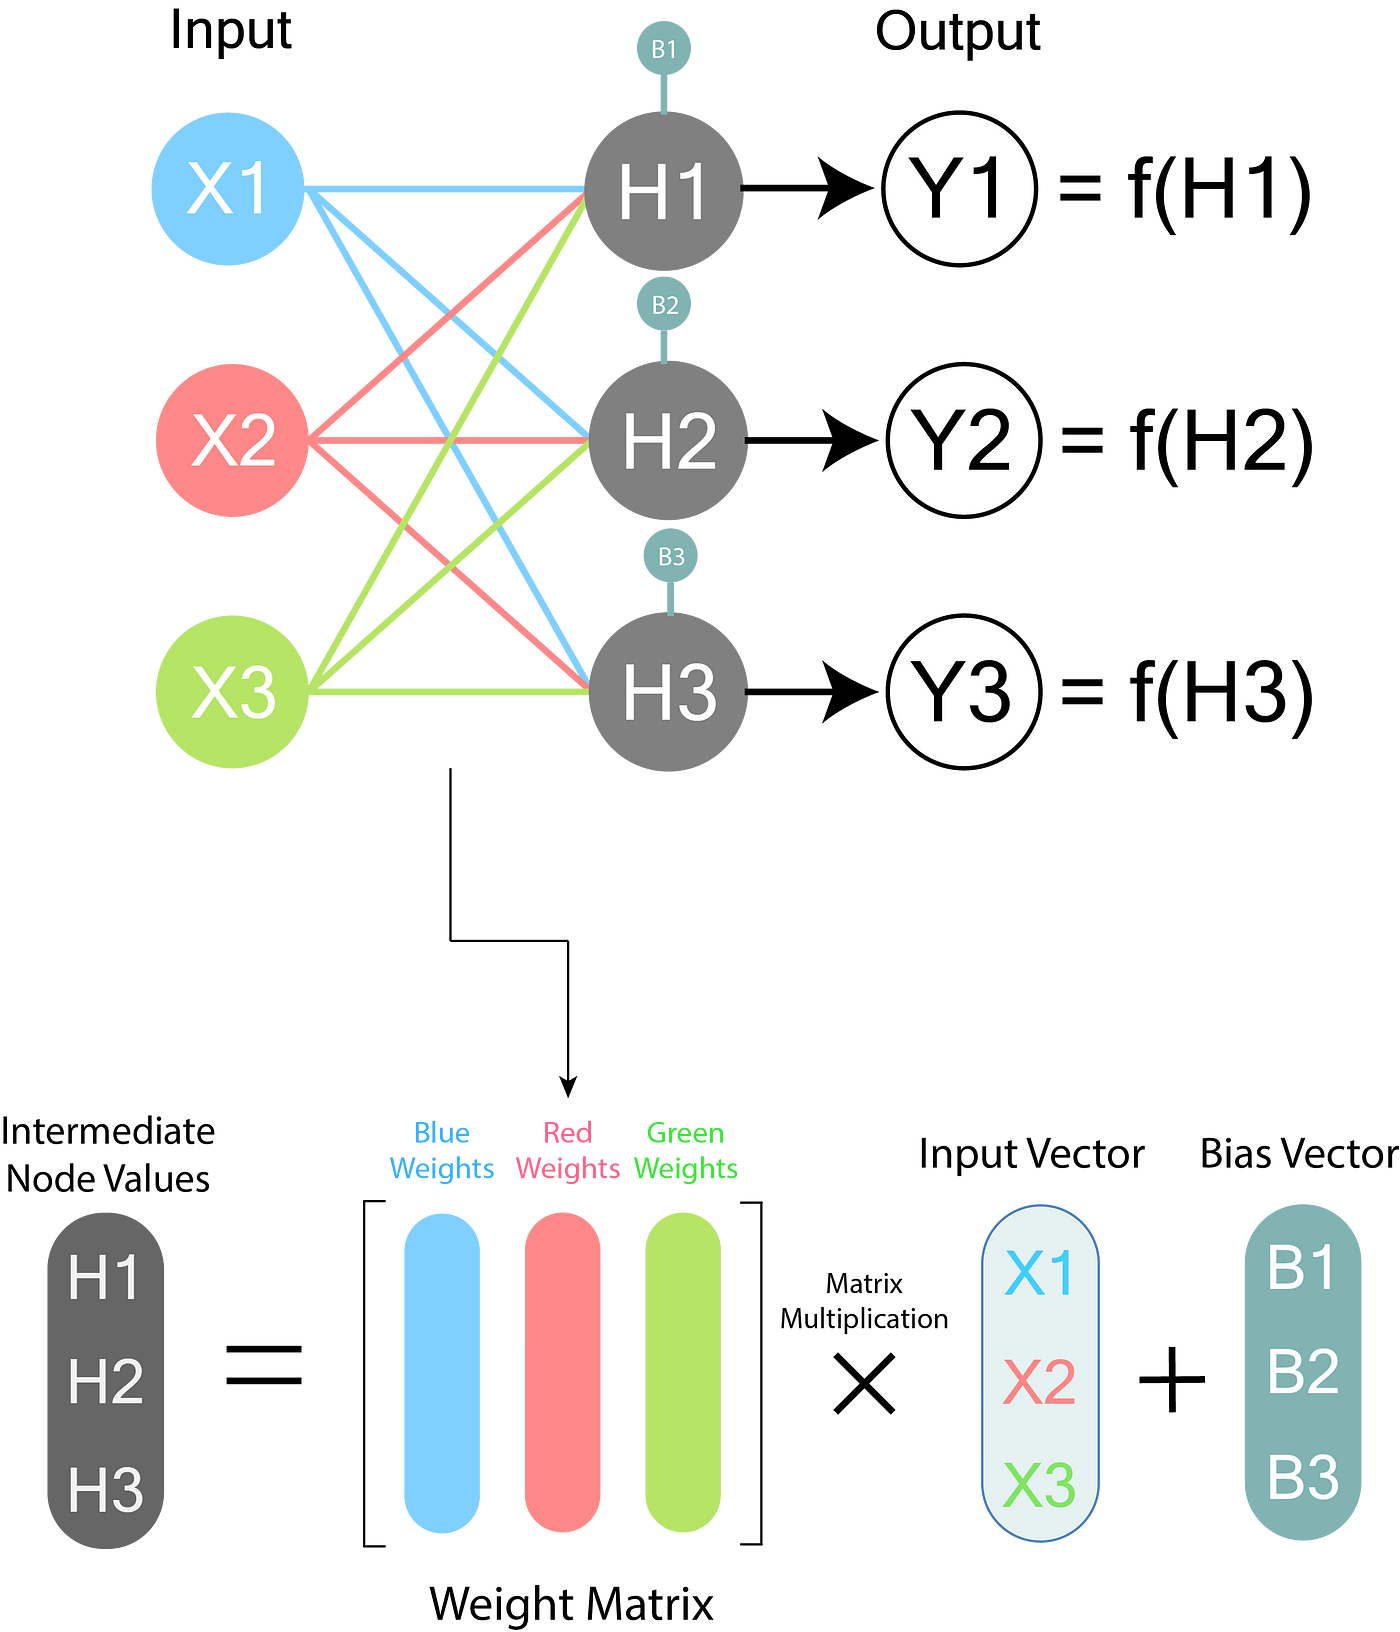 Input
Output
B1
X1
H1
Y1 = f(H1)
B2
X2
H2
Y2 = f(H2)
B3
X3
H3
Y3 = f(H3)
Intermediate
Node Values
Blue
Weights
Red
Weights
Green
Weights
Input Vector
Bias Vector
H1
H2
H3
=
Matrix
Multiplication
×
X1
X2
X3
+
B1
B2
B3
Weight Matrix